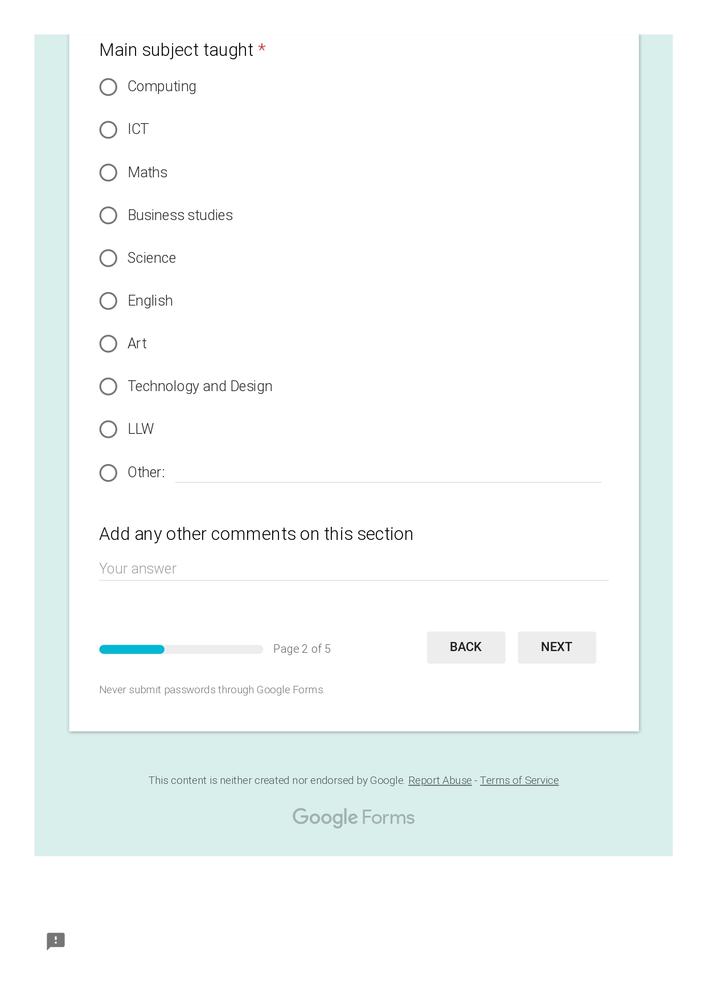 Main subject taught *
Computing
ICT
Maths
Business studies
Science
English
Art
Technology and Design
LLW
Other:
Add any other comments on this section
Your answer
Page 2 of 5
BACK
NEXT
Never submit passwords through Google Forms.
This content is neither created nor endorsed by Google. Report Abuse - Terms of Service
Google Forms